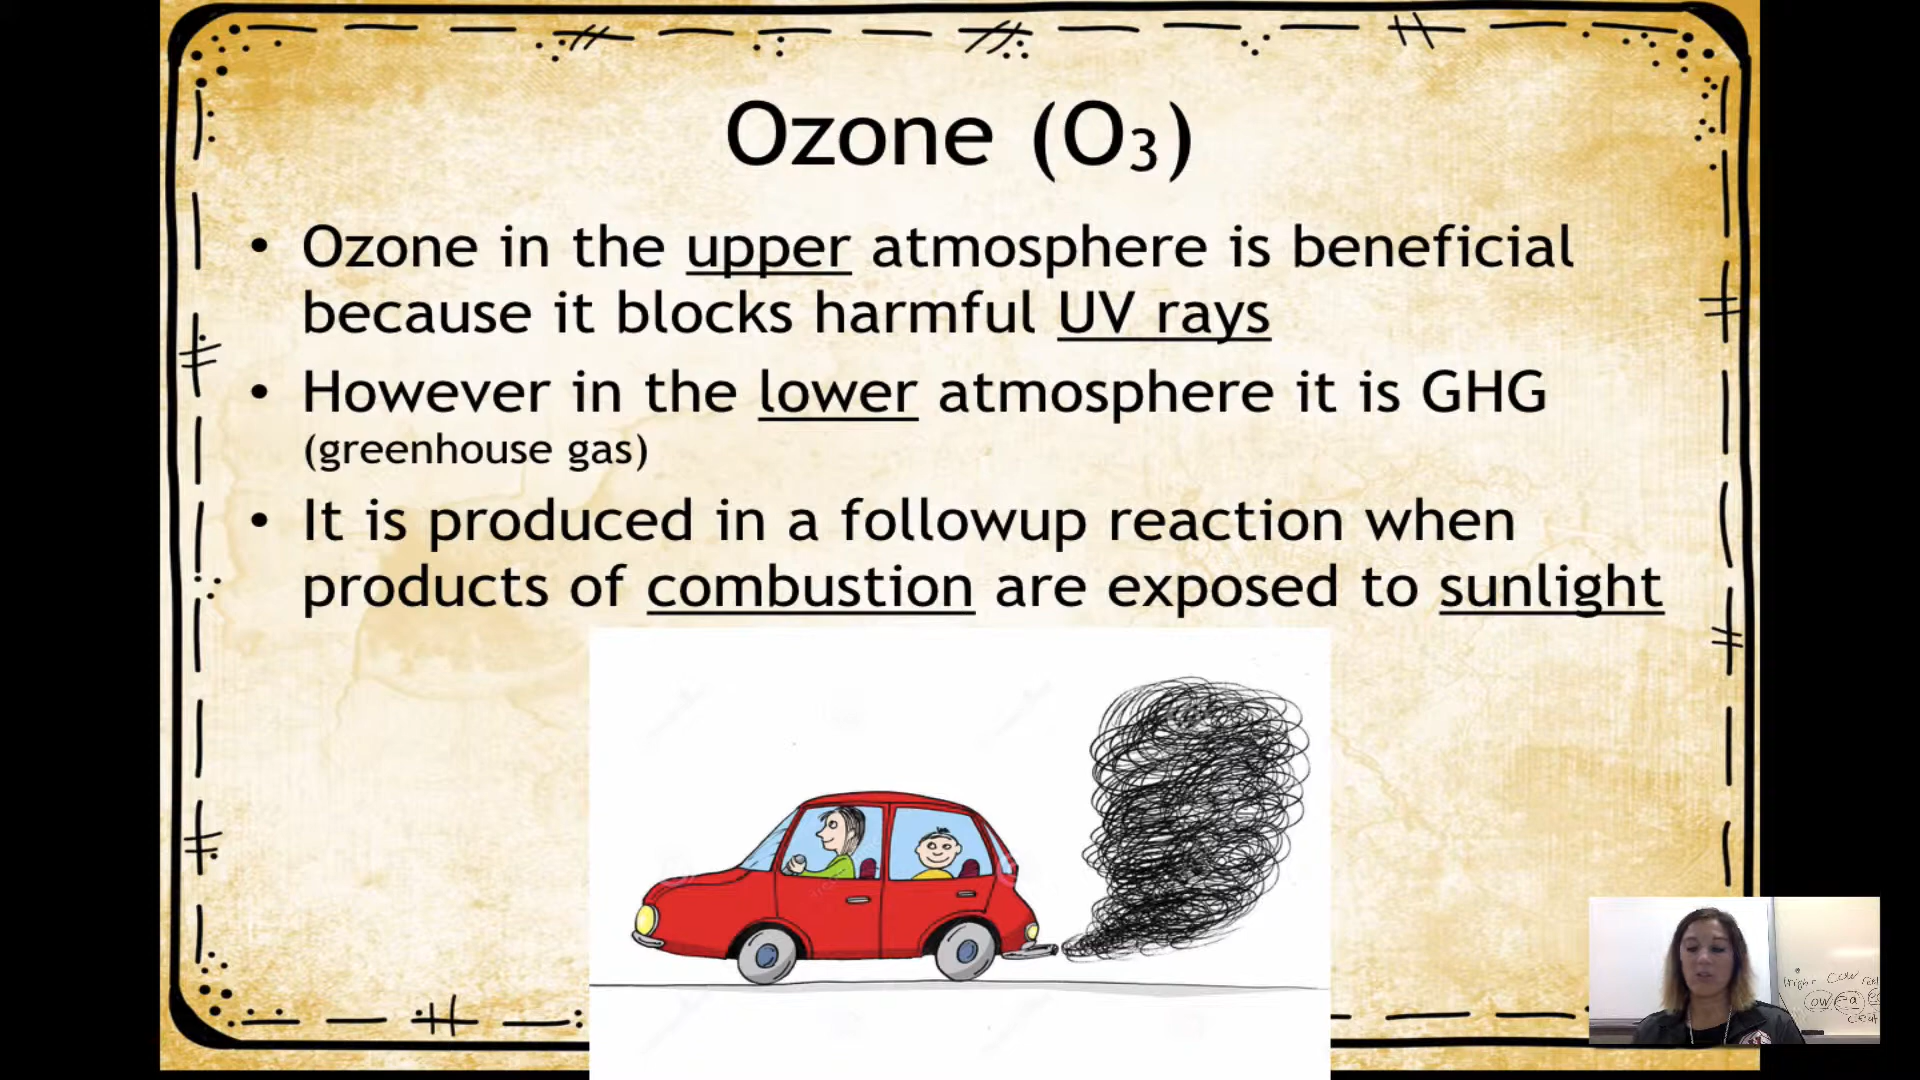 Ozone (O₃)
• Ozone in the upper atmosphere is beneficial
because it blocks harmful UV rays
• However in the lower atmosphere it is GHG
(greenhouse gas)
• It is produced in a followup reaction when
products of combustion are exposed to sunlight
ow